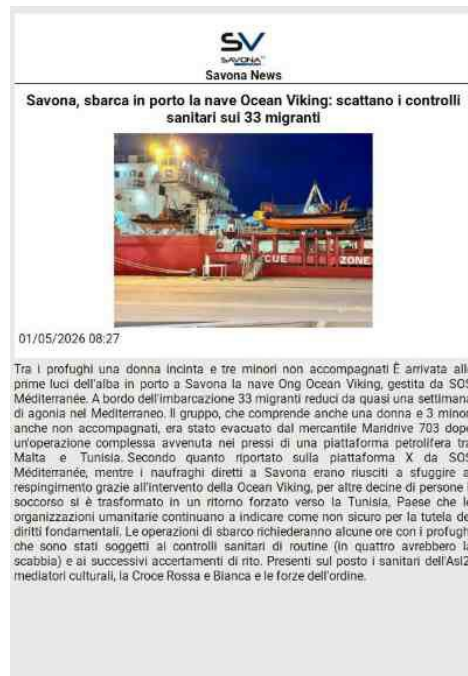 SV
SAVONA
Savona News
Savona, sbarca in porto la nave Ocean Viking: scattano i controlli
sanitari sui 33 migranti
CUE ZONE
01/05/2026 08:27
Tra i profughi una donna incinta e tre minori non accompagnati È arrivata all
prime luci dell'alba in porto a Savona la nave Ong Ocean Viking, gestita da SOS
Méditerranée. A bordo dell'imbarcazione 33 migranti reduci da quasi una settiman
di agonia nel Mediterraneo. Il gruppo, che comprende anche una donna e 3 minor
anche non accompagnati, era stato evacuato dal mercantile Maridrive 703 dopo
un'operazione complessa avvenuta nei pressi di una piattaforma petrolifera tra
Malta e Tunisia. Secondo quanto riportato sulla piattaforma X da SOS
Méditerranée, mentre i naufraghi diretti a Savona erano riusciti a sfuggire a
respingimento grazie all'intervento della Ocean Viking, per altre decine di persone i
soccorso si è trasformato in un ritorno forzato verso la Tunisia, Paese che l
organizzazioni umanitarie continuano a indicare come non sicuro per la tutela de
diritti fondamentali. Le operazioni di sbarco richiederanno alcune ore con i profugh
che sono stati soggetti ai controlli sanitari di routine (in quattro avrebbero la
scabbia) e ai successivi accertamenti di rito. Presenti sul posto i sanitari dell'Asl2
mediatori culturali, la Croce Rossa e Bianca e le forze dell'ordine.